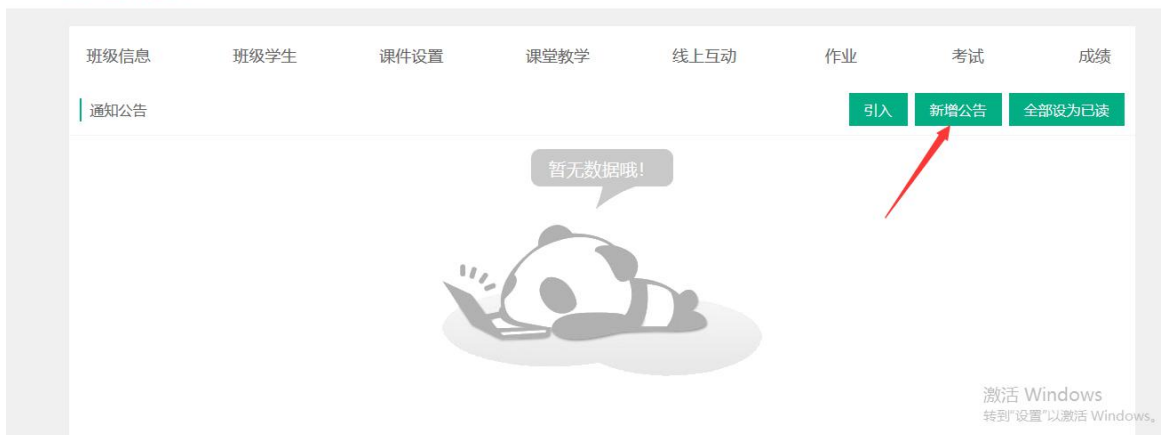 班级信息 班级学生 课件设置 课堂教学 线上互动 作业 考试 成绩
通知公告 引入 新增公告 全部设为已读
暂无数据哦!
激活 Windows
转到"设置"以激活 Windows。